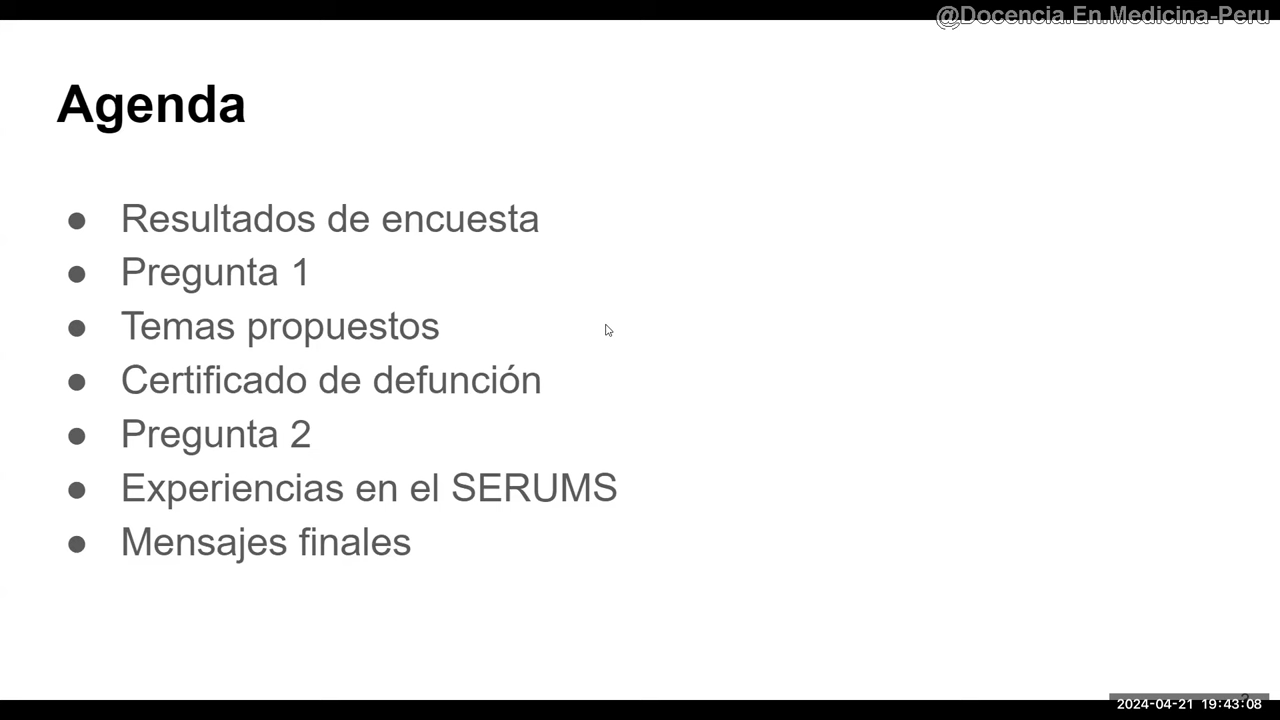 @Docencia.En.Medicina-Peru
Agenda
● Resultados de encuesta
● Pregunta 1
● Temas propuestos
● Certificado de defunción
● Pregunta 2
● Experiencias en el SERUMS
● Mensajes finales
2024-04-21 19:43:08